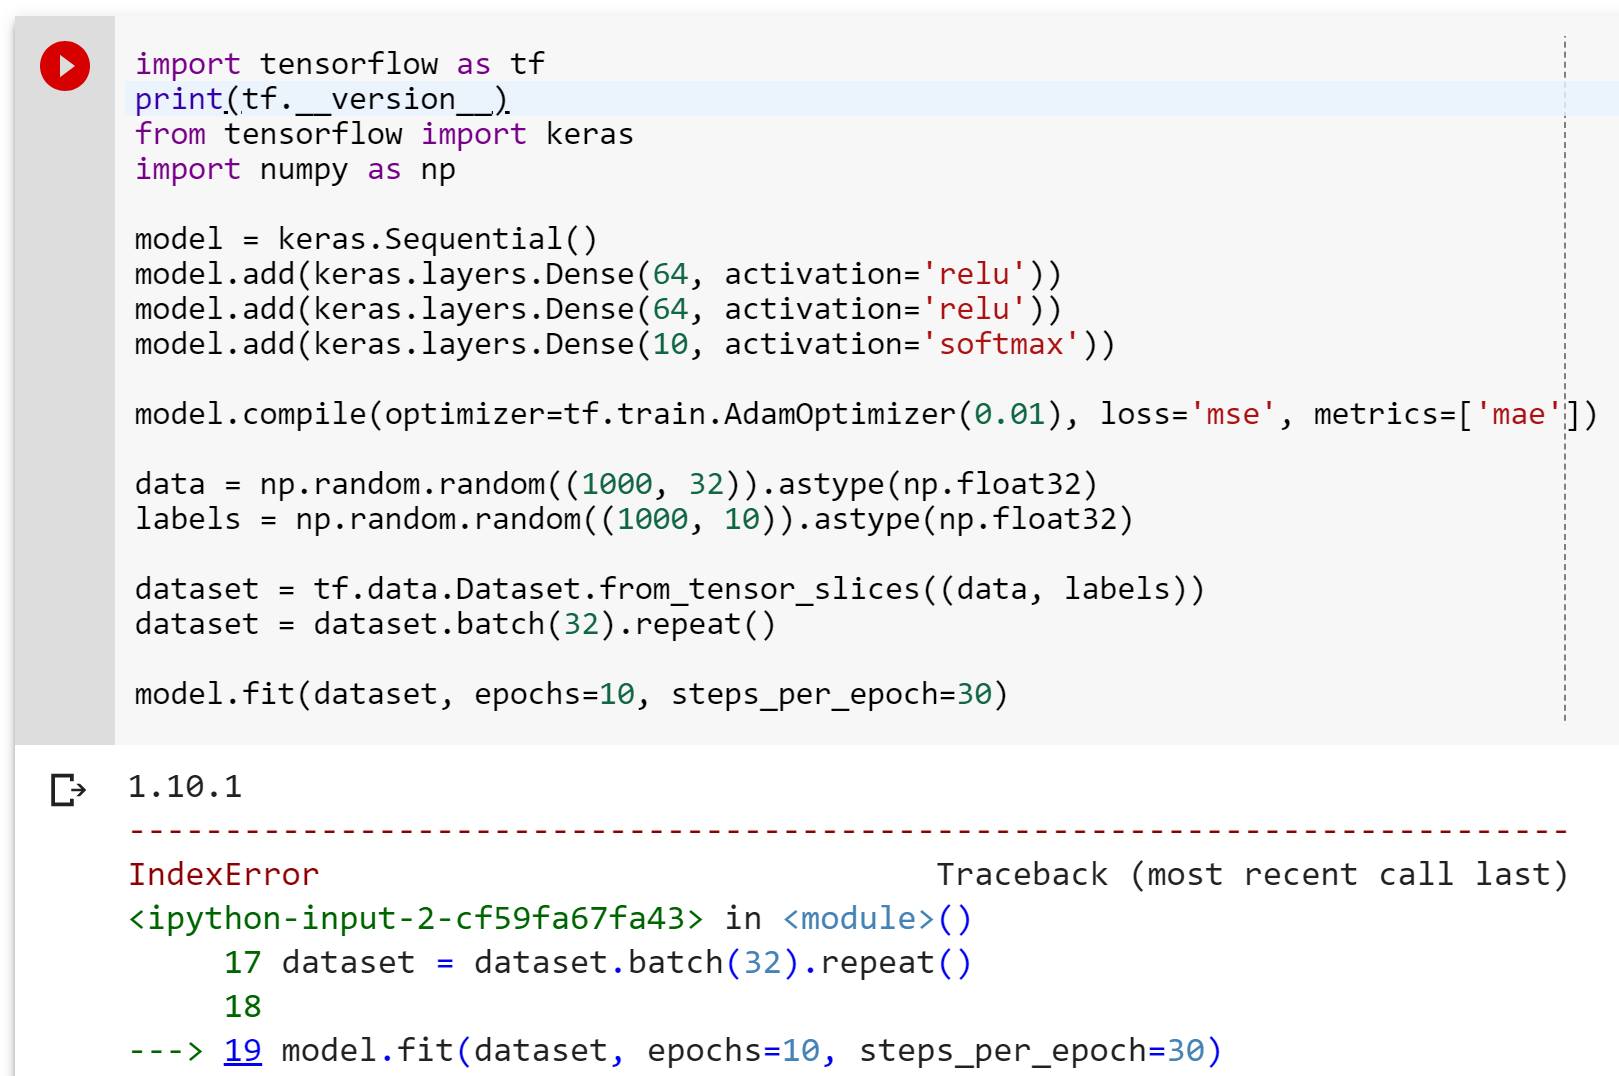 import tensorflow as tf
print(tf.__version__)
from tensorflow import keras
import numpy as np
model = keras.Sequential()
model.add(keras.layers.Dense(64, activation='relu'))
model.add(keras.layers.Dense(64, activation='relu'))
model.add(keras.layers.Dense(10, activation='softmax'))
model.compile(optimizer=tf.train.AdamOptimizer(0.01), loss='mse', metrics=['mae'])
data = np.random.random((1000, 32)).astype(np.float32)
labels = np.random.random((1000, 10)).astype(np.float32)
dataset = tf.data.Dataset.from_tensor_slices((data, labels))
dataset = dataset.batch(32).repeat()
model.fit(dataset, epochs=10, steps_per_epoch=30)
1.10.1
---------------------------------------------------------------------------
IndexError                                Traceback (most recent call last)
<ipython-input-2-cf59fa67fa43> in <module>()
     17 dataset = dataset.batch(32).repeat()
     18
---> 19 model.fit(dataset, epochs=10, steps_per_epoch=30)